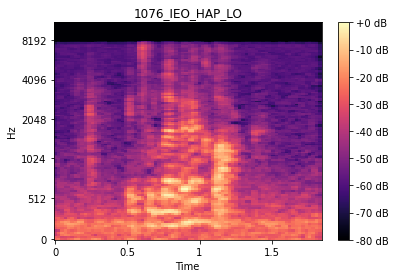 1076_IEO_HAP_LO
8192
4096
2048
1024
512
0
Hz
0
0.5
1
1.5
Time
+0 dB
-10 dB
-20 dB
-30 dB
-40 dB
-50 dB
-60 dB
-70 dB
-80 dB